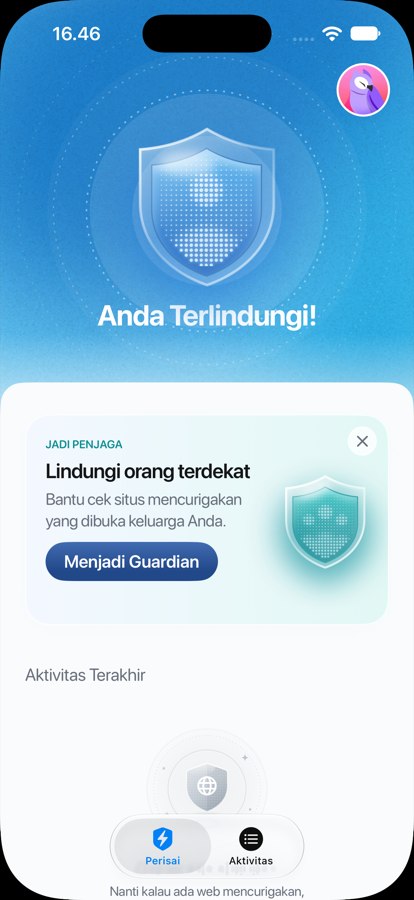 16.46
Anda Terlindungi!
JADI PENJAGA
Lindungi orang terdekat
Bantu cek situs mencurigakan
yang dibuka keluarga Anda.
Menjadi Guardian
Aktivitas Terakhir
Perisai
Aktivitas
Nanti kalau ada web mencurigakan,